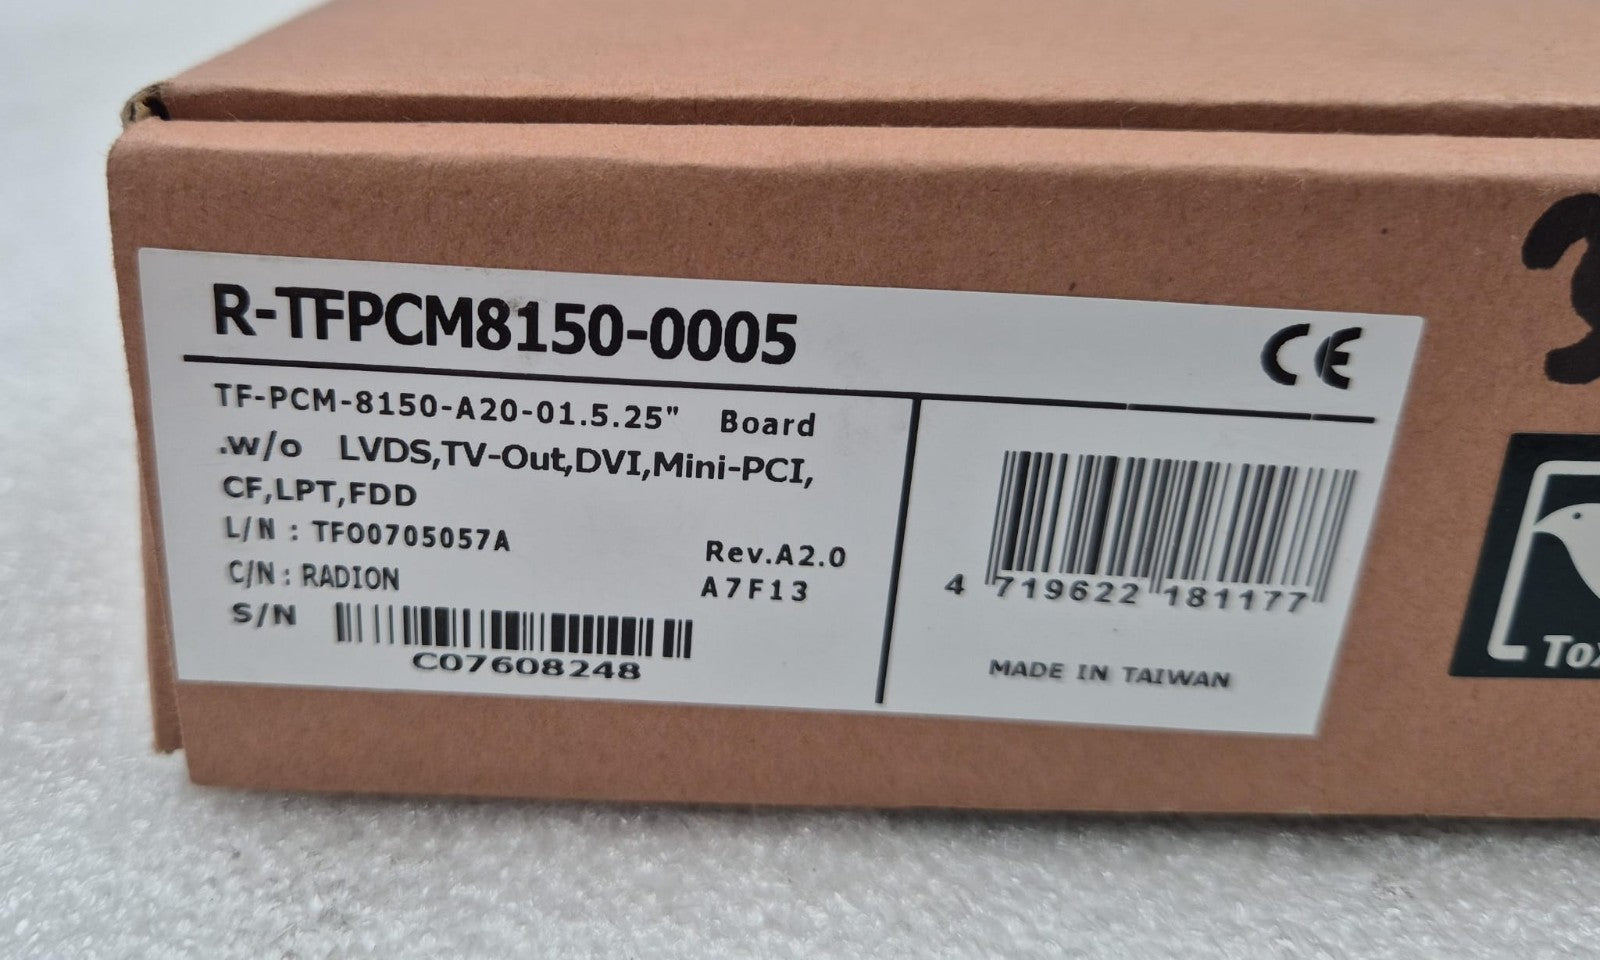 R-TFPCM8150-0005
CE
TF-PCM-8150-A20-01.5.25" Board
.w/o LVDS,TV-Out,DVI,Mini-PCI,
CF,LPT,FDD
L/N : TFO0705057A
Rev.A2.0
C/N : RADION
A7F13
S/N
C07608248
4 719622 181177
MADE IN TAIWAN